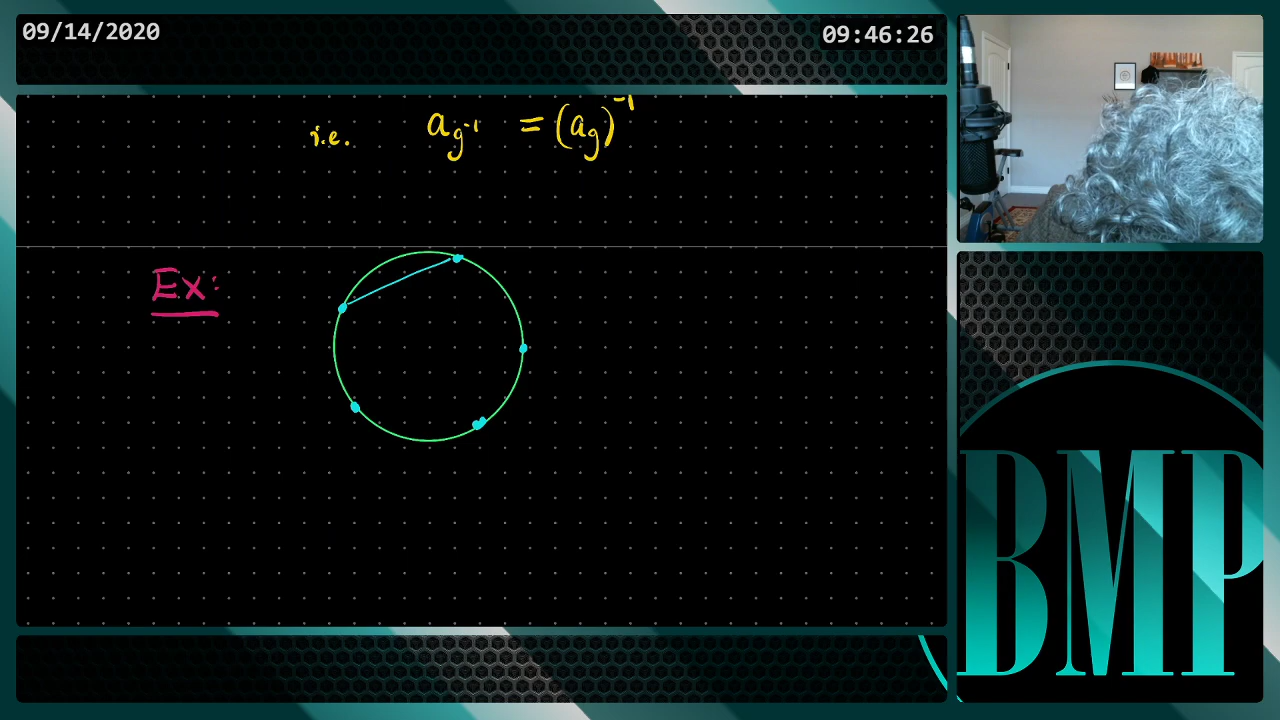 09/14/2020 09:46:26
i.e. a_{g^{-1}} = (a_g)^{-1}
Ex:
BMP